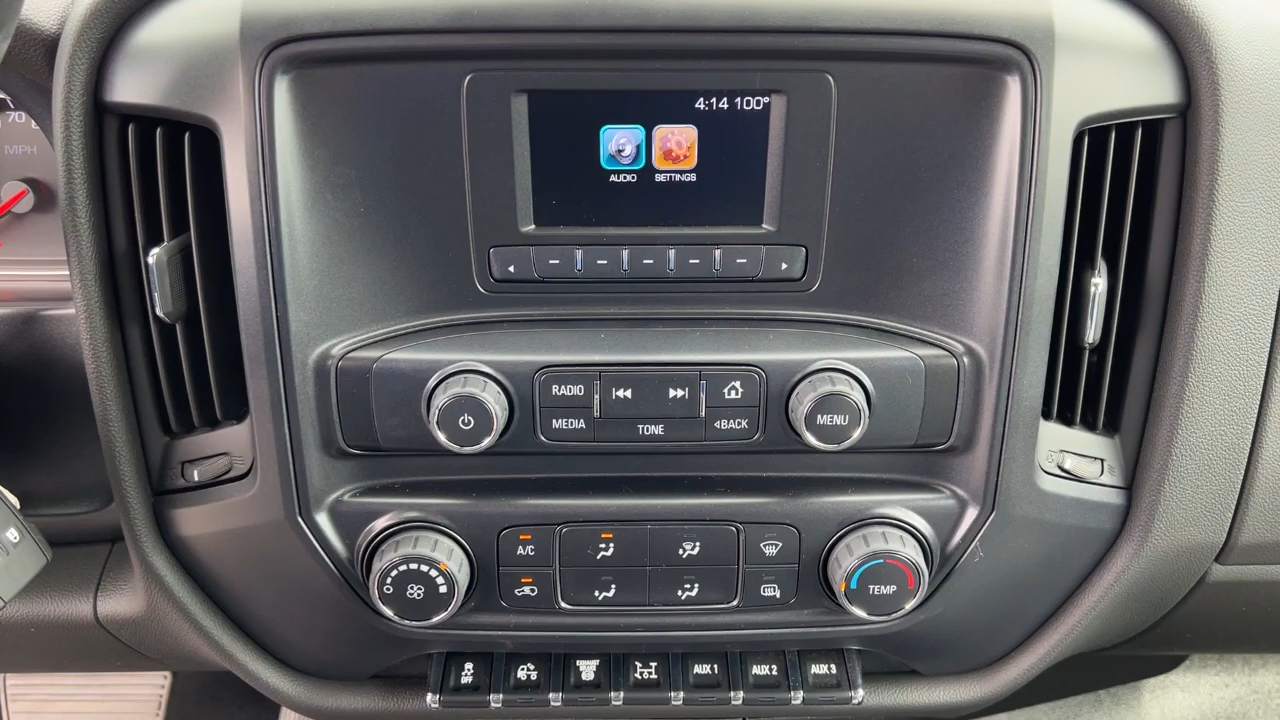 70
MPH
4:14 100°
AUDIO SETTINGS
RADIO
MEDIA
TONE
BACK
MENU
A/C
TEMP
OFF
EXHAUST
BRAKE
AUX 1
AUX 2
AUX 3